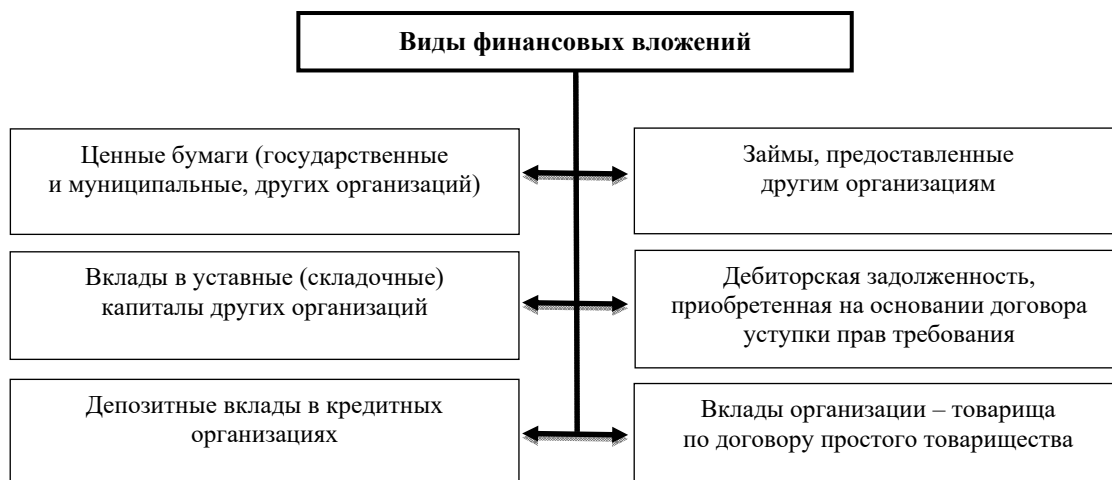 Виды финансовых вложений
Ценные бумаги (государственные
и муниципальные, других организаций)
Займы, предоставленные
другим организациям
Вклады в уставные (складочные)
капиталы других организаций
Дебиторская задолженность,
приобретенная на основании договора
уступки прав требования
Депозитные вклады в кредитных
организациях
Вклады организации – товарища
по договору простого товарищества